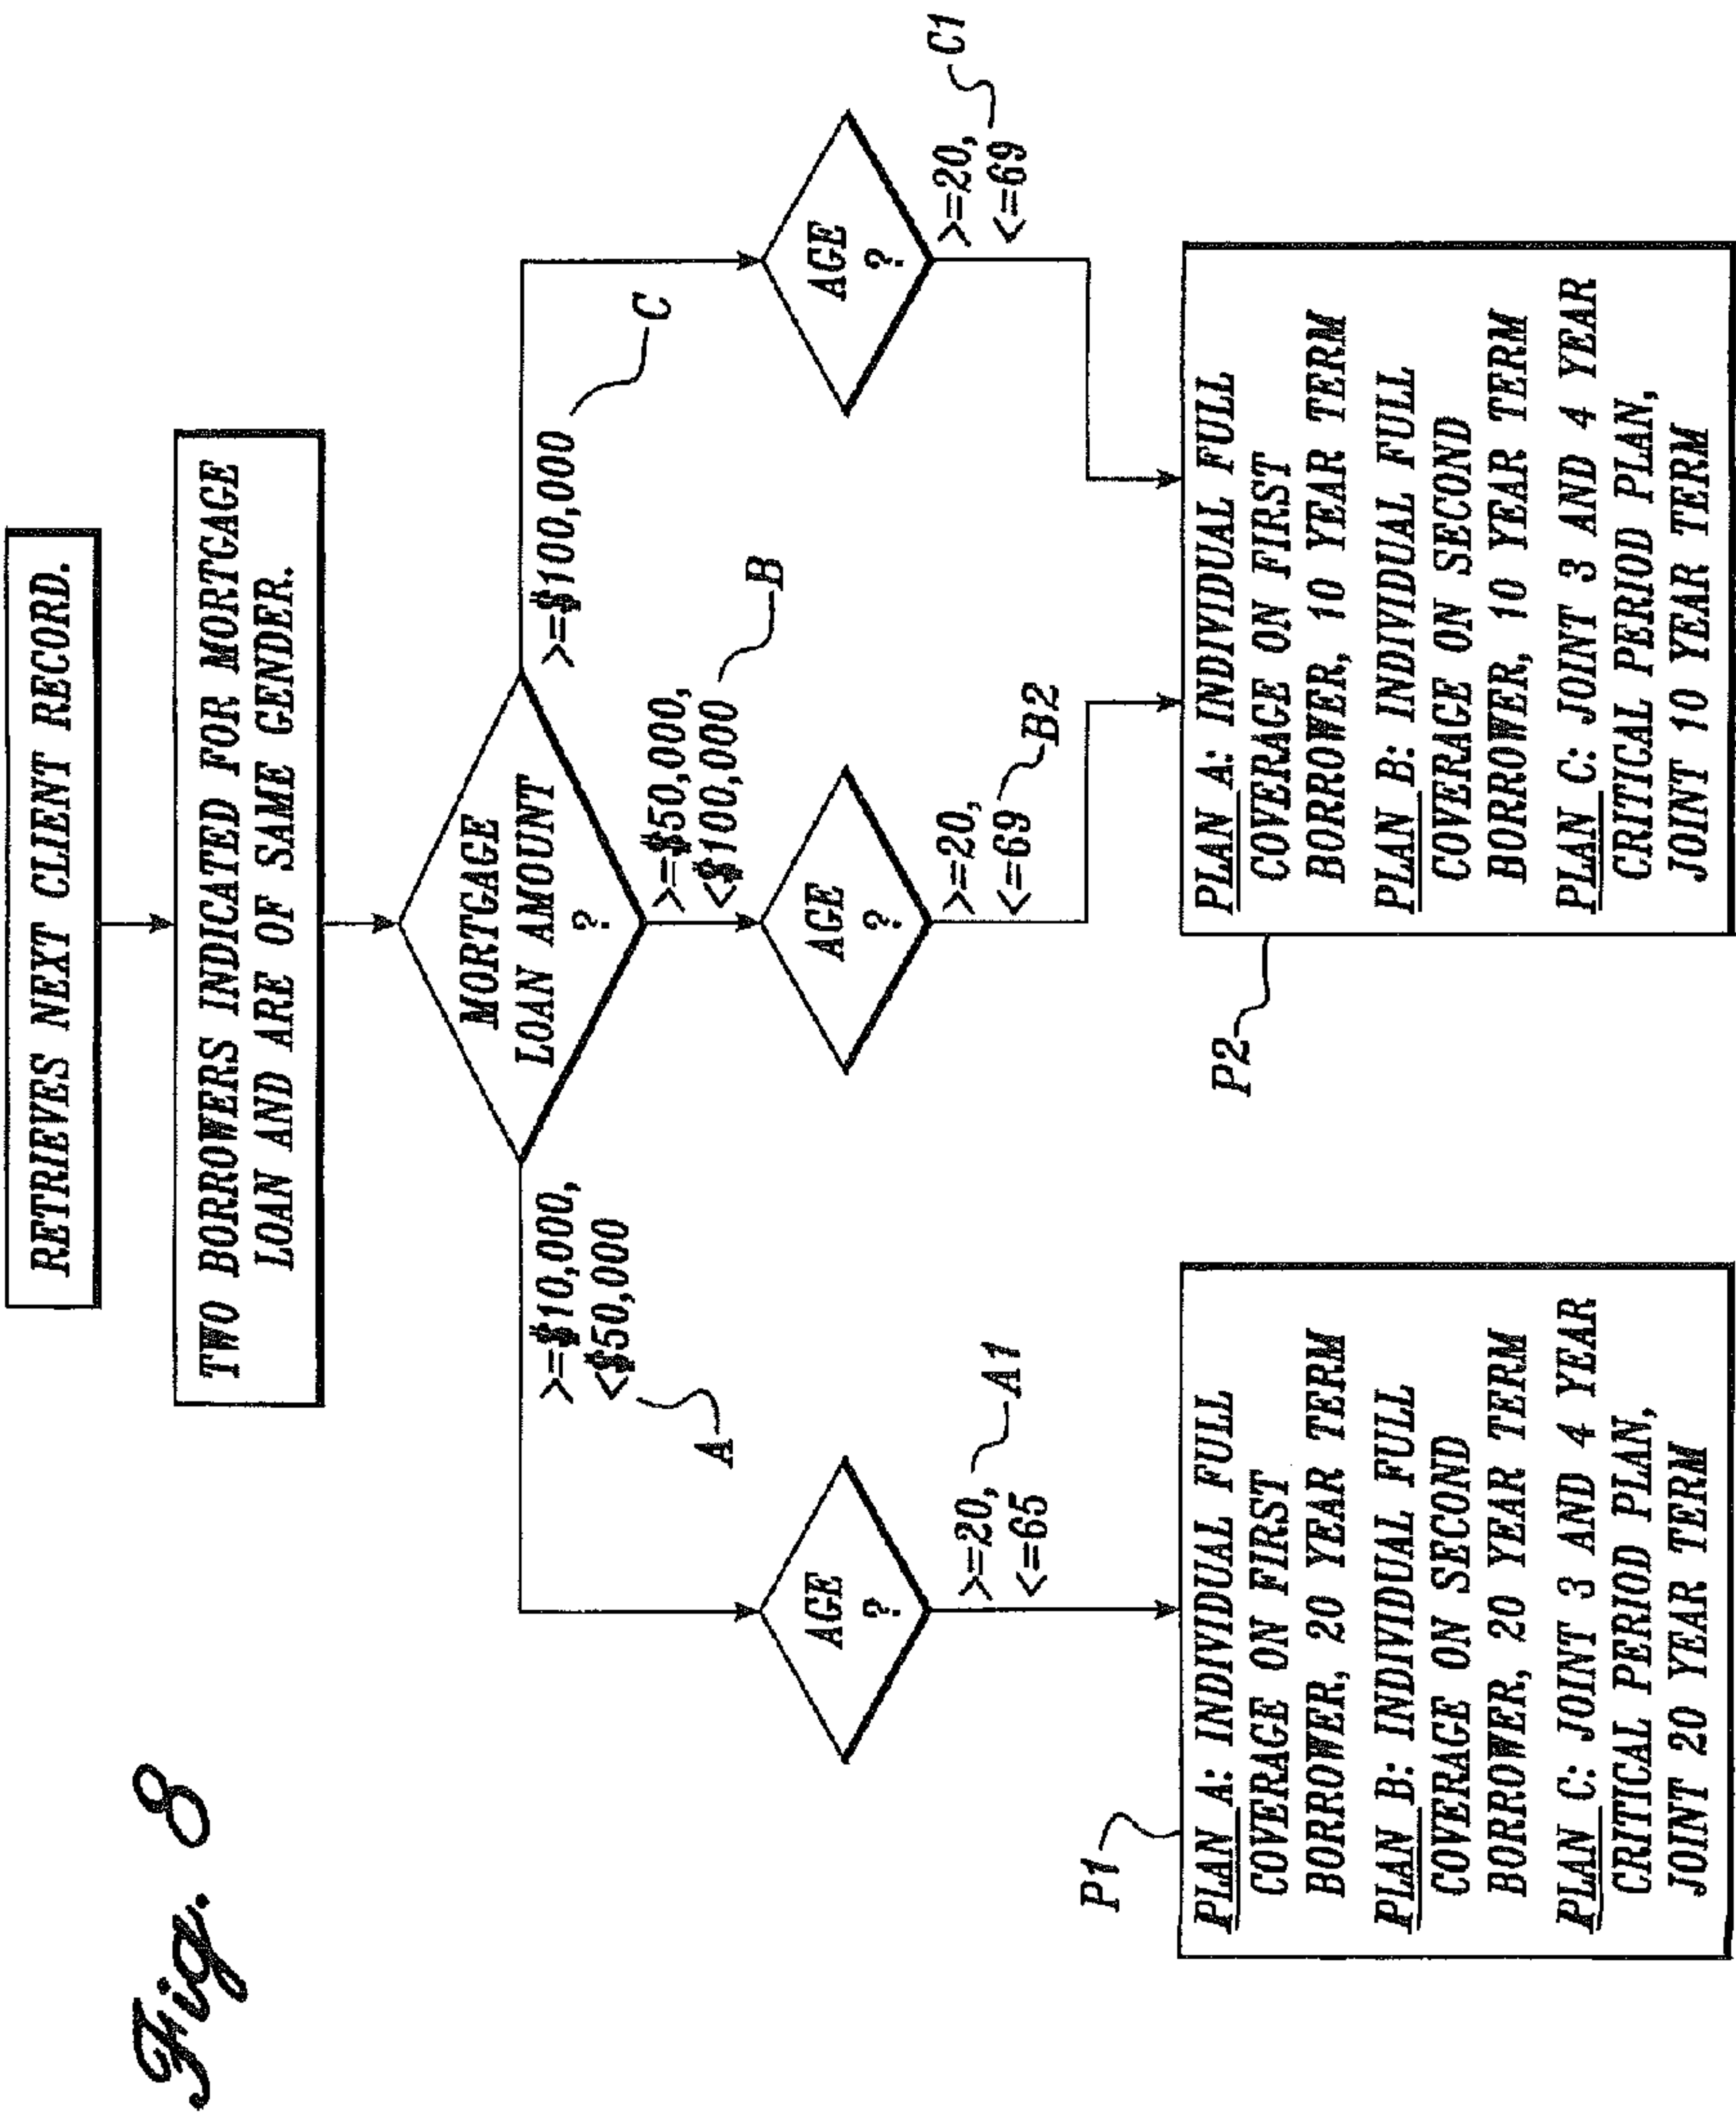 Fig. 8
RETRIEVES NEXT CLIENT RECORD.
TWO BORROWERS INDICATED FOR MORTGAGE
LOAN AND ARE OF SAME GENDER.
MORTGAGE
LOAN AMOUNT
?
>=$10,000,
<$50,000
A
>=$50,000,
<$100,000
B
>=$100,000
C
AGE
?
>=20,
<=65
A1
AGE
?
>=20,
<=69
B2
AGE
?
>=20,
<=69
C1
P1
PLAN A: INDIVIDUAL FULL
COVERAGE ON FIRST
BORROWER, 20 YEAR TERM
PLAN B: INDIVIDUAL FULL
COVERAGE ON SECOND
BORROWER, 20 YEAR TERM
PLAN C: JOINT 3 AND 4 YEAR
CRITICAL PERIOD PLAN,
JOINT 20 YEAR TERM
P2
PLAN A: INDIVIDUAL FULL
COVERAGE ON FIRST
BORROWER, 10 YEAR TERM
PLAN B: INDIVIDUAL FULL
COVERAGE ON SECOND
BORROWER, 10 YEAR TERM
PLAN C: JOINT 3 AND 4 YEAR
CRITICAL PERIOD PLAN,
JOINT 10 YEAR TERM